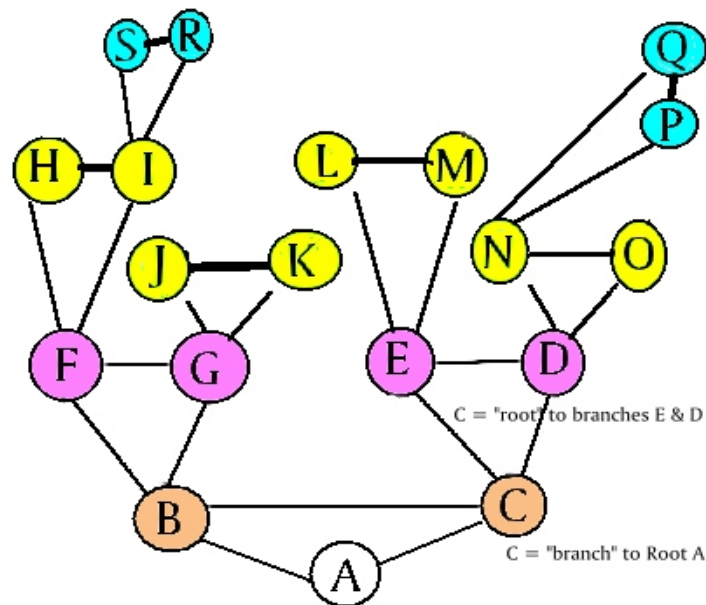 S R
Q
P
H I
L M
N O
J K
F G
E D
C = "root" to branches E & D
B C
C = "branch" to Root A
A